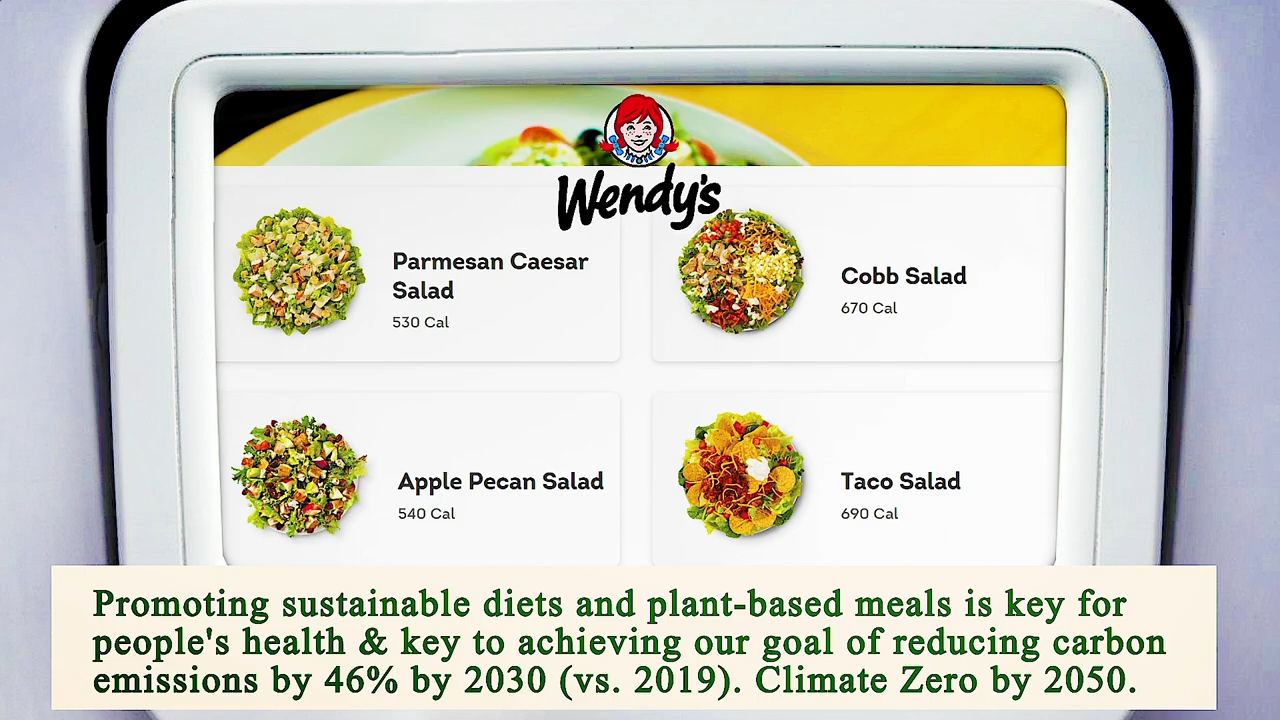 Wendy's
Parmesan Caesar
Salad
530 Cal
Cobb Salad
670 Cal
Apple Pecan Salad
540 Cal
Taco Salad
690 Cal
Promoting sustainable diets and plant-based meals is key for
people's health & key to achieving our goal of reducing carbon
emissions by 46% by 2030 (vs. 2019). Climate Zero by 2050.